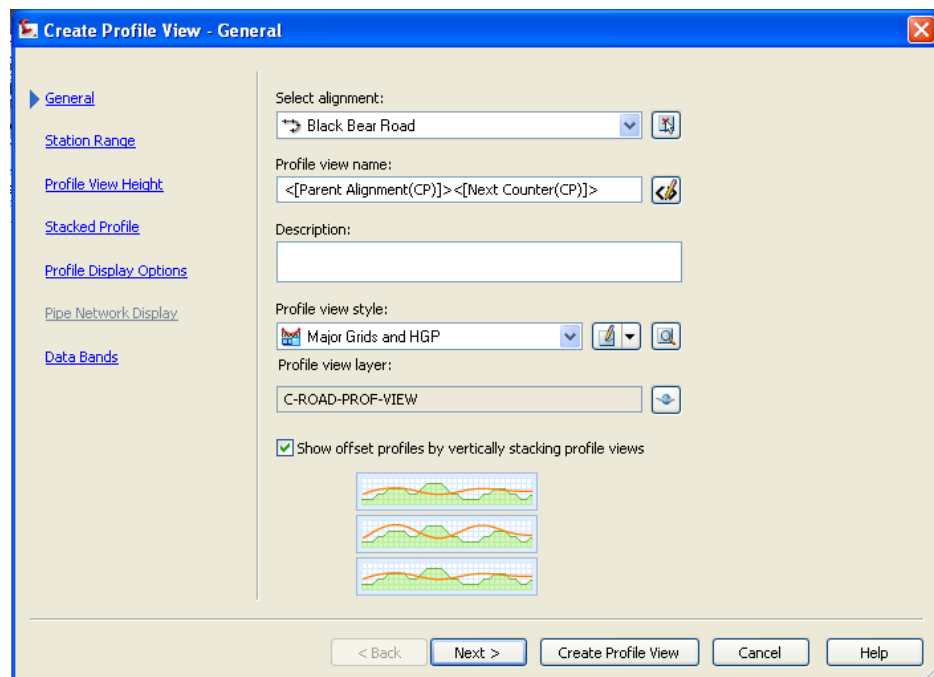 Create Profile View - General
General
Station Range
Profile View Height
Stacked Profile
Profile Display Options
Pipe Network Display
Data Bands
Select alignment:
Black Bear Road
Profile view name:
<[Parent Alignment(CP)]><[Next Counter(CP)]>
Description:
Profile view style:
Major Grids and HGP
Profile view layer:
C-ROAD-PROF-VIEW
Show offset profiles by vertically stacking profile views
< Back Next > Create Profile View Cancel Help